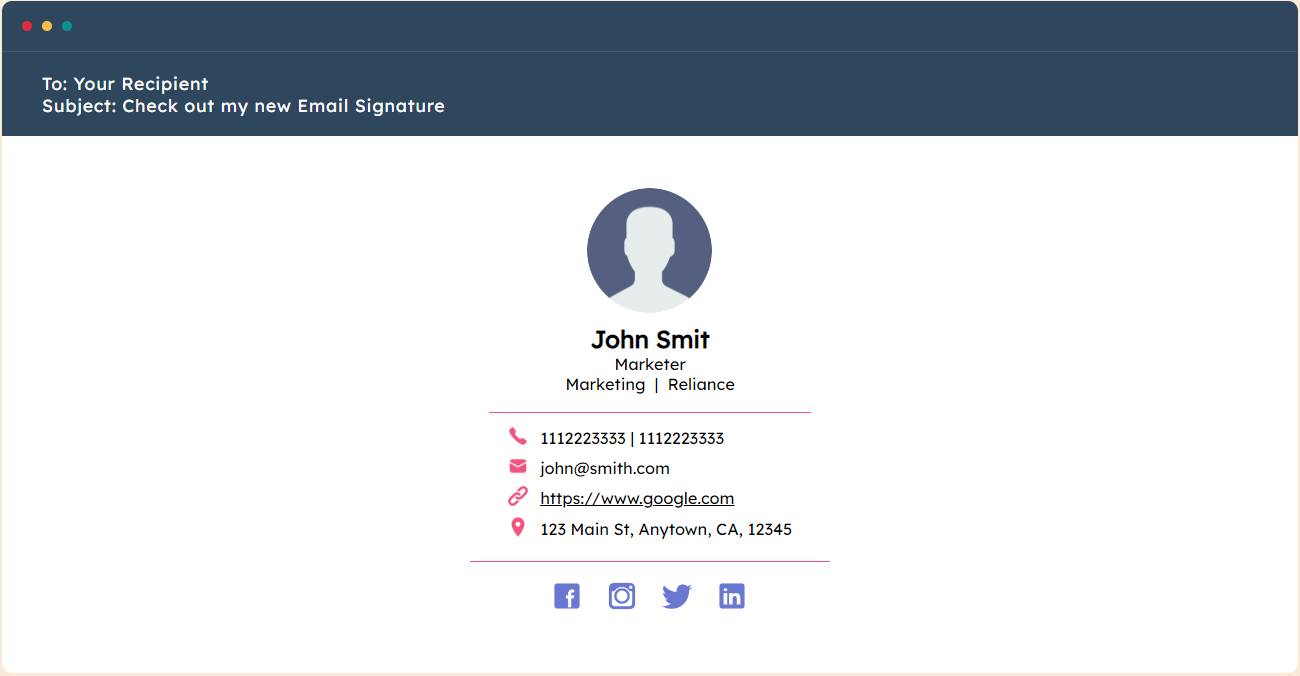 To: Your Recipient
Subject: Check out my new Email Signature
John Smit
Marketer
Marketing | Reliance
1112223333 | 1112223333
john@smith.com
https://www.google.com
123 Main St, Anytown, CA, 12345